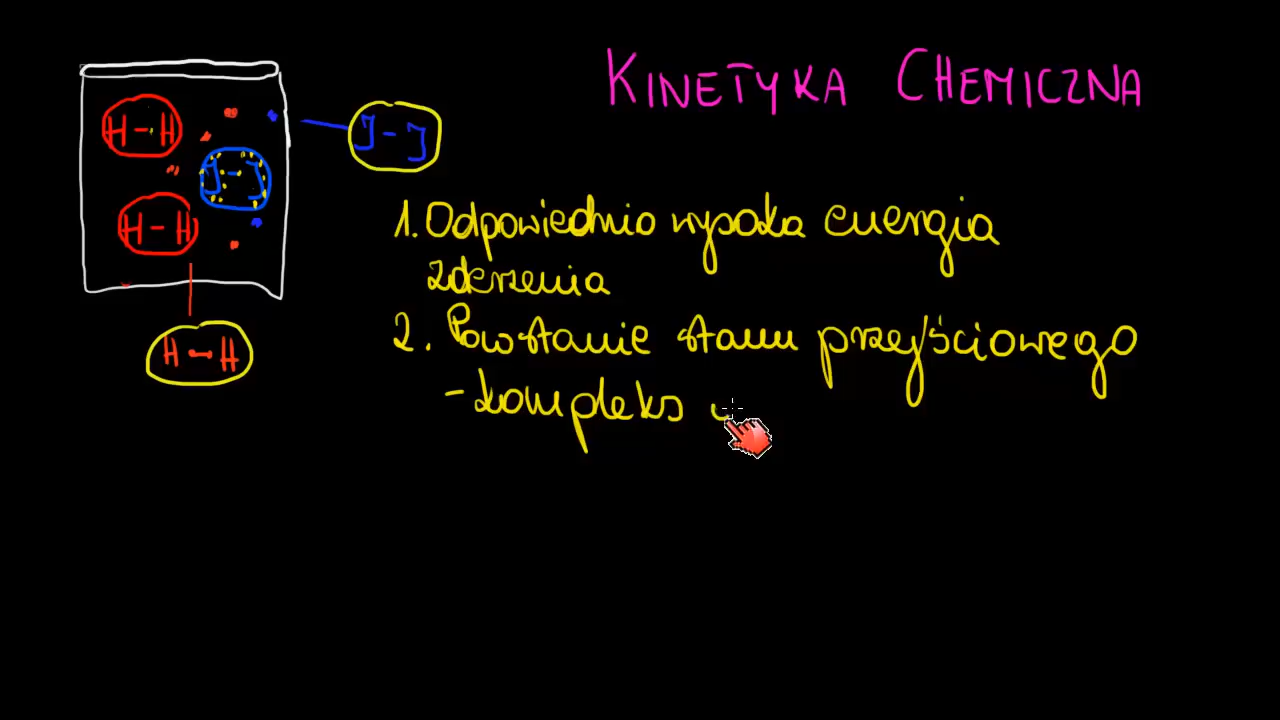 KINETYKA CHEMICZNA
H-H
J-J
J-J
H-H
H-H
1. Odpowiednio wysoka energia
zderzenia
2. Powstanie stanu przejściowego
- kompleks